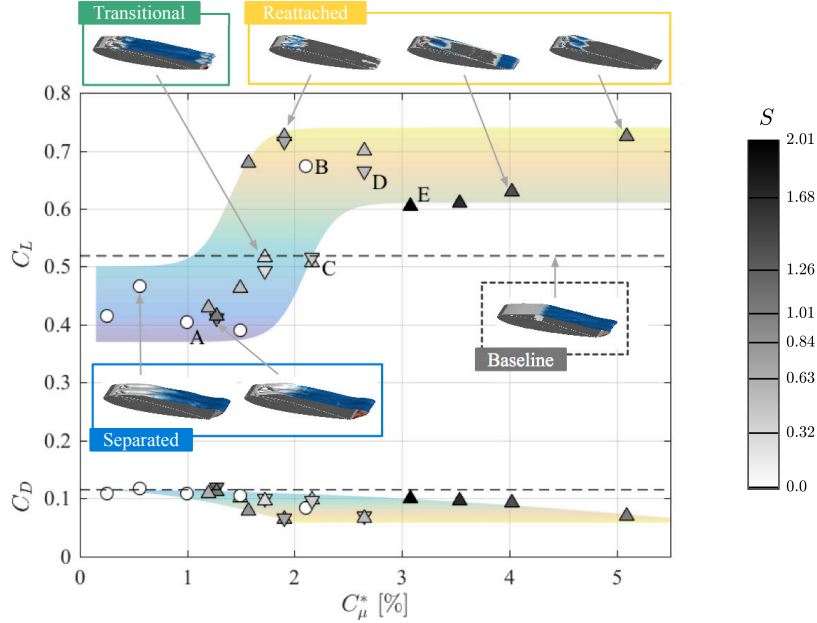 Transitional
Reattached
0.8
0.7
0.6
0.5
0.4
0.3
0.2
0.1
0
C_L
C_D
B
D
E
C
A
Baseline
Separated
0
1
2
3
4
5
C_μ^* [%]
S
2.01
1.68
1.26
1.01
0.83
0.63
0.32
0.0